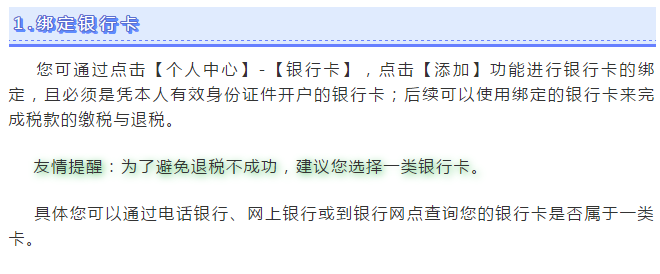 1.绑定银行卡
您可通过点击【个人中心】-【银行卡】，点击【添加】功能进行银行卡的绑
定，且必须是凭本人有效身份证件开户的银行卡；后续可以使用绑定的银行卡来完
成税款的缴税与退税。
友情提醒：为了避免退税不成功，建议您选择一类银行卡。
具体您可以通过电话银行、网上银行或到银行网点查询您的银行卡是否属于一类
卡。